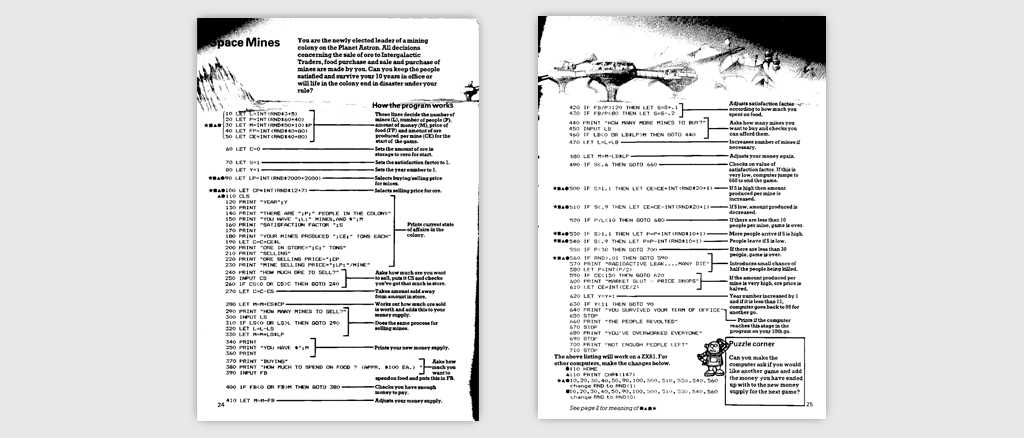 Space Mines
You are the newly elected leader of a mining
colony on the Planet Astron. All decisions
concerning the sale of ore to Intergalactic
Traders, food purchase and sale and purchase of
mines are made by you. Can you keep the people
satisfied and survive your 10 years in office or
will life in the colony end in disaster under your
rule?
How the program works
10 LET L=INT(RND*3+5)
20 LET P=INT(RND*60+40)
30 LET M=INT(RND*50+10)*P
40 LET FP=INT(RND*40+80)
50 LET CE=INT(RND*40+80)
These lines decide the number of
mines (L), number of people (P),
amount of money (M), price of
food (FP) and amount of ore
produced per mine (CE) for the
start of the game.
60 LET C=0
Sets the amount of ore in
storage to zero for start.
70 LET S=1
Sets the satisfaction factor to 1.
80 LET Y=1
Sets the year number to 1.
90 LET LP=INT(RND*2000+2000)
Selects buying/selling price
for mines.
100 LET CP=INT(RND*12+7)
Selects selling price for ore.
110 CLS
120 PRINT "YEAR";Y
130 PRINT
140 PRINT "THERE ARE ";P;" PEOPLE IN THE COLONY"
150 PRINT "YOU HAVE ";L;" MINES,AND $";M
160 PRINT "SATISFACTION FACTOR ";S
170 PRINT
180 PRINT "YOUR MINES PRODUCED ";CE;" TONS EACH"
190 LET C=C+CE*L
200 PRINT "ORE IN STORE=";C;" TONS"
210 PRINT "SELLING"
220 PRINT "ORE SELLING PRICE=";CP
230 PRINT "MINE SELLING PRICE=";LP;"/MINE"
Prints current state
of affairs in the
colony.
240 PRINT "HOW MUCH ORE TO SELL?"
250 INPUT CS
260 IF CS<0 OR CS>C THEN GOTO 240
Asks how much ore you want
to sell, puts it CS and checks
you've got that much in store.
270 LET C=C-CS
Takes amount sold away
from amount in store.
280 LET M=M+CS*CP
Works out how much ore sold
is worth and adds this to your
money supply.
290 PRINT "HOW MANY MINES TO SELL?"
300 INPUT LS
310 IF LS<0 OR LS>L THEN GOTO 290
320 LET L=L-LS
330 LET M=M+LS*LP
Does the same process for
selling mines.
340 PRINT
350 PRINT "YOU HAVE $";M
360 PRINT
Prints your new money supply.
370 PRINT "BUYING"
380 PRINT "HOW MUCH TO SPEND ON FOOD ? (APPR. $100 EA.) "
390 INPUT FB
Asks how
much you
want to
spend on food and puts this in FB.
400 IF FB<0 OR FB>M THEN GOTO 380
Checks you have enough
money to pay.
410 LET M=M-FB
Adjusts your money supply.
24
420 IF FB/P>120 THEN LET S=S+.1
430 IF FB/P<80 THEN LET S=S-.2
Adjusts satisfaction factor
according to how much you
spent on food.
440 PRINT "HOW MANY MORE MINES TO BUY?"
450 INPUT LB
460 IF LB<0 OR LB*LP>M THEN GOTO 440
Asks how many mines you
want to buy and checks you
can afford them.
470 LET L=L+LB
Increases number of mines if
necessary.
480 LET M=M-LB*LP
Adjusts your money again.
490 IF S<.6 THEN GOTO 660
Checks on value of
satisfaction factor. If this is
very low, computer jumps to
660 to end the game.
500 IF S>1.1 THEN LET CE=CE+INT(RND*20+1)
If S is high then amount
produced per mine is
increased.
510 IF S<.9 THEN LET CE=CE-INT(RND*20+1)
If S low, amount produced is
decreased.
520 IF P/L<10 THEN GOTO 680
If there are less than 10
people per mine, game is over.
530 IF S>1.1 THEN LET P=P+INT(RND*10+1)
More people arrive if S is high.
540 IF S<.9 THEN LET P=P-INT(RND*10+1)
People leave if S is low.
550 IF P<30 THEN GOTO 700
If there are less than 30
people, game is over.
560 IF RND>.01 THEN GOTO 590
570 PRINT "RADIOACTIVE LEAK...MANY DIE"
580 LET P=INT(P/2)
Introduces small chance of
half the people being killed.
590 IF CE<150 THEN GOTO 620
600 PRINT "MARKET GLUT - PRICE DROPS"
610 LET CE=INT(CE/2)
If the amount produced per
mine is very high, ore price is
halved.
620 LET Y=Y+1
Year number increased by 1
and if it is less than 11,
computer goes back to 90 for
another go.
630 IF Y<11 THEN GOTO 90
640 PRINT "YOU SURVIVED YOUR TERM OF OFFICE"
650 STOP
660 PRINT "THE PEOPLE REVOLTED"
670 STOP
680 PRINT "YOU'VE OVERWORKED EVERYONE"
690 STOP
700 PRINT "NOT ENOUGH PEOPLE LEFT"
710 STOP
Prints if the computer
reaches this stage in the
program on your 10th go.
The above listing will work on a ZX81. For
other computers, make the changes below.
●110 HOME
▲110 PRINT CHR$(147)
★▲●10,20,30,40,50,90,100,500,510,530,540,560
change RND to RND(1)
■10,20,30,40,50,90,100,500,510,530,540,560
change RND to RND(0)
See page 2 for meaning of ●▲■★
Puzzle corner
Can you make the
computer ask if you would
like another game and add
the money you have ended
up with to the new money
supply for the next game?
25